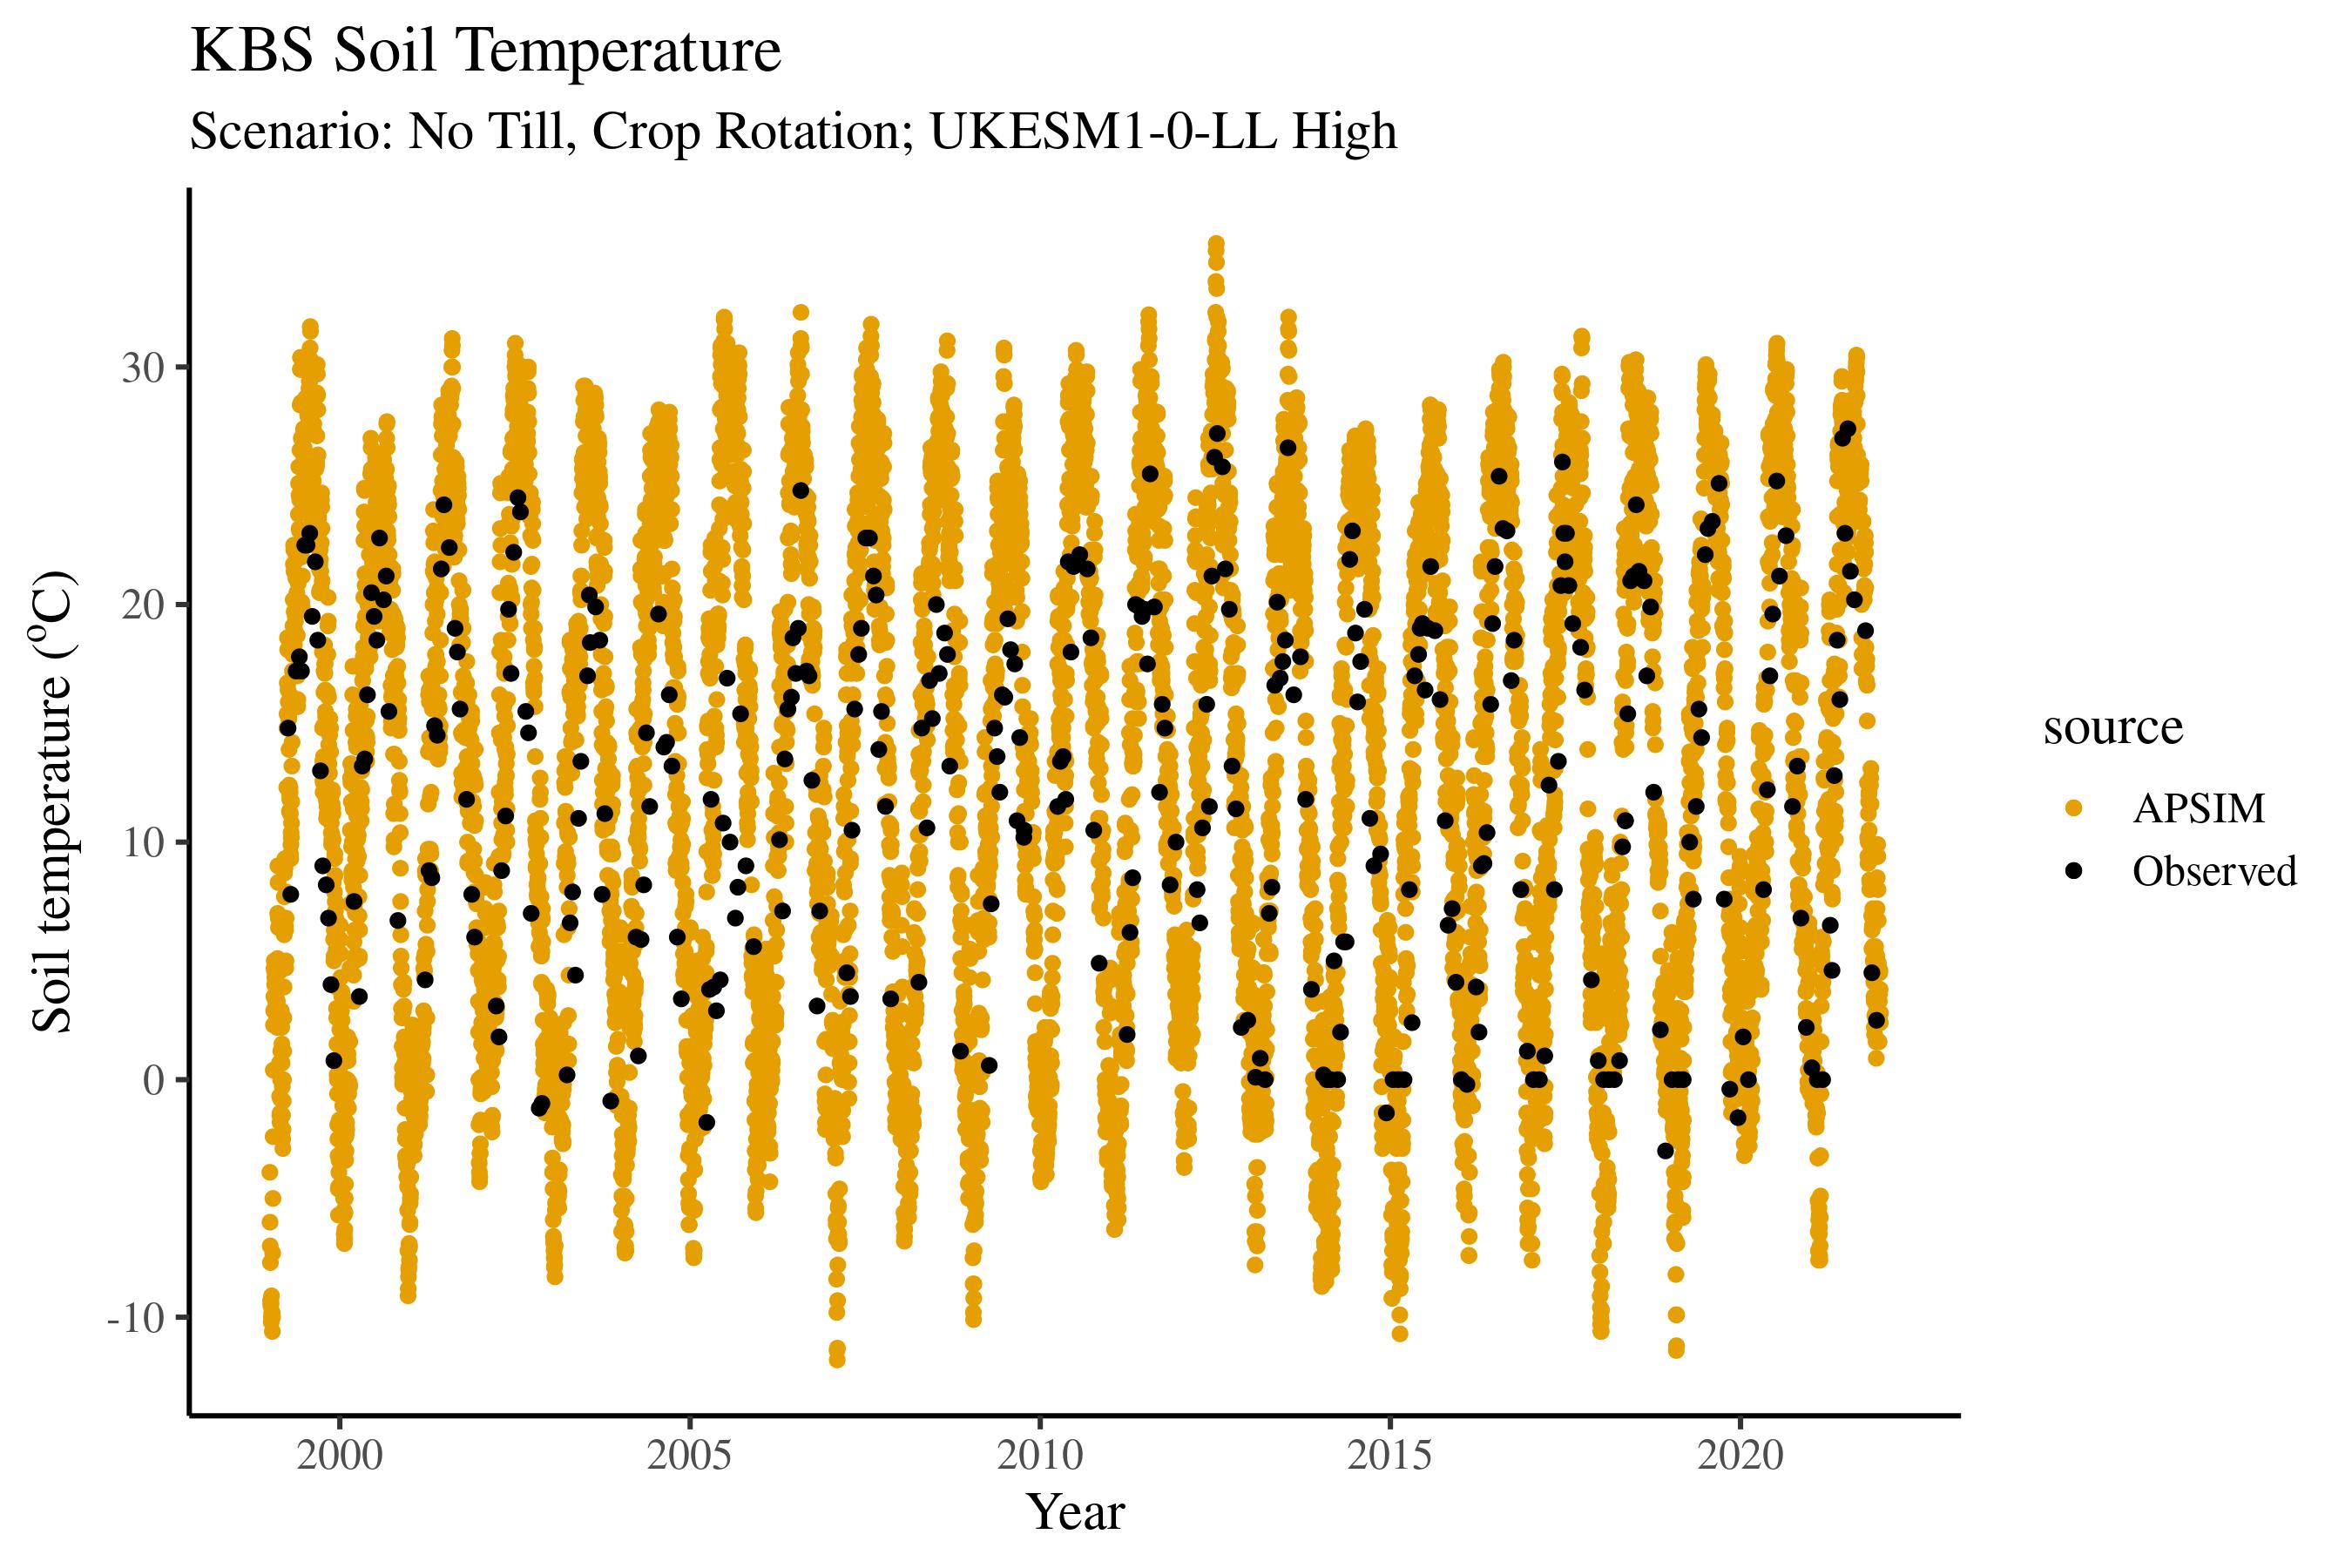 KBS Soil Temperature
Scenario: No Till, Crop Rotation; UKESM1-0-LL High
Soil temperature (°C)
30
20
10
0
-10
2000
2005
2010
2015
2020
Year
source
APSIM
Observed